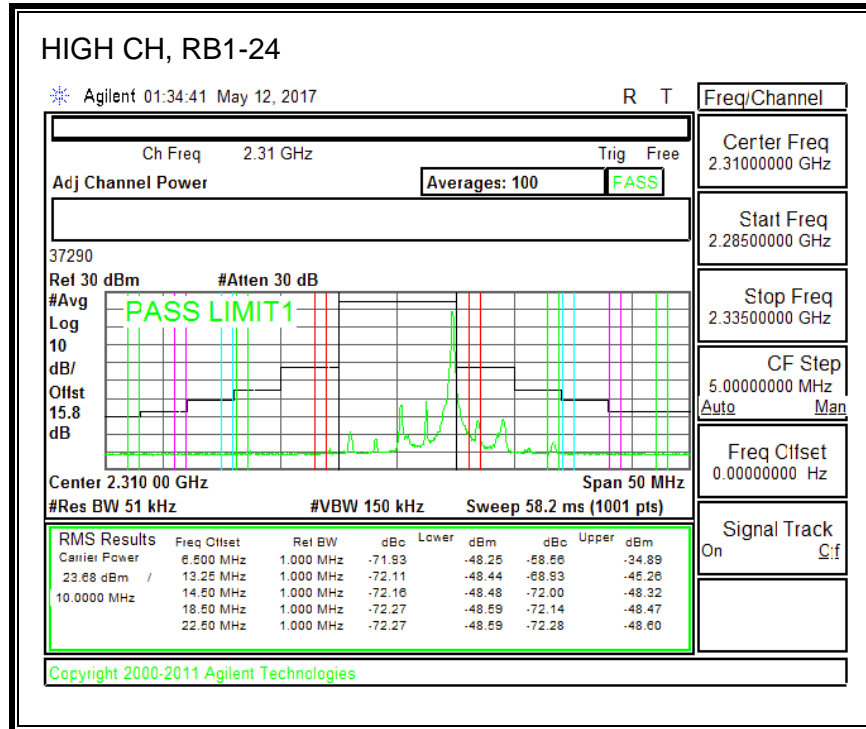 HIGH CH, RB1-24
Agilent 01:34:41 May 12, 2017 R T
Freq/Channel
Ch Freq 2.31 GHz Trig Free
Adj Channel Power Averages: 100 PASS
Center Freq
2.31000000 GHz
Start Freq
2.28500000 GHz
Stop Freq
2.33500000 GHz
CF Step
5.00000000 MHz
Auto Man
Freq Offset
0.00000000 Hz
Signal Track
On Off
37290
Ref 30 dBm #Atten 30 dB
#Avg
Log
10
dB/
Offst
15.8
dB
PASS LIMIT1
Center 2.310 00 GHz Span 50 MHz
#Res BW 51 kHz #VBW 150 kHz Sweep 58.2 ms (1001 pts)
RMS Results Freq Offset Ref BW dBc Lower dBm dBc Upper dBm
Carrier Power 6.500 MHz 1.000 MHz -71.93 -48.25 -58.56 -34.89
23.68 dBm / 13.25 MHz 1.000 MHz -72.11 -48.44 -68.93 -45.26
10.0000 MHz 14.50 MHz 1.000 MHz -72.16 -48.48 -72.00 -48.32
18.50 MHz 1.000 MHz -72.27 -48.59 -72.14 -48.47
22.50 MHz 1.000 MHz -72.27 -48.59 -72.28 -48.60
Copyright 2000-2011 Agilent Technologies